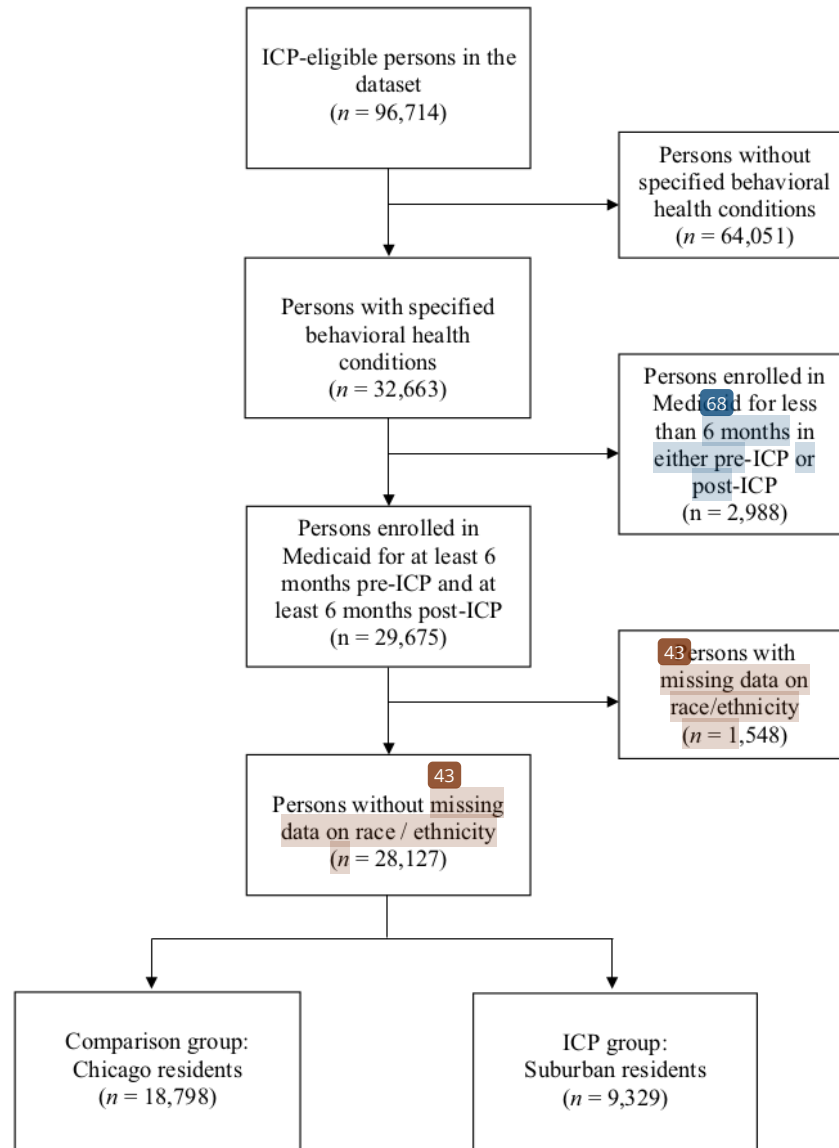 ICP-eligible persons in the
dataset
(n = 96,714)
Persons without
specified behavioral
health conditions
(n = 64,051)
Persons with specified
behavioral health
conditions
(n = 32,663)
Persons enrolled in
68
Medicaid for less
than 6 months in
either pre-ICP or
post-ICP
(n = 2,988)
Persons enrolled in
Medicaid for at least 6
months pre-ICP and at
least 6 months post-ICP
(n = 29,675)
43
Persons with
missing data on
race/ethnicity
(n = 1,548)
43
Persons without missing
data on race / ethnicity
(n = 28,127)
Comparison group:
Chicago residents
(n = 18,798)
ICP group:
Suburban residents
(n = 9,329)